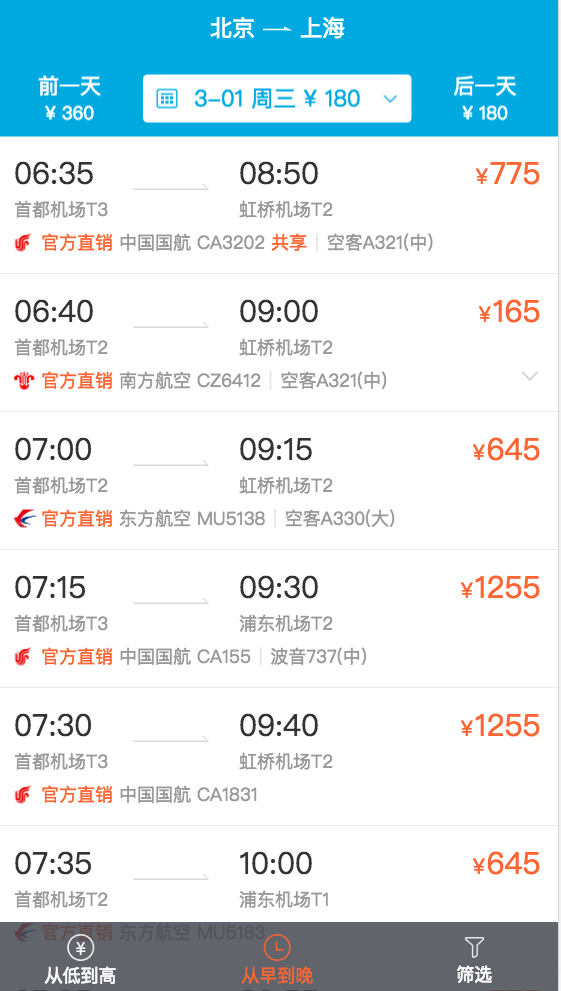 北京 上海
前一天 后一天
¥ 360 3-01 周三 ¥ 180 ¥ 180
06:35 08:50 ¥775
首都机场T3 虹桥机场T2
官方直销 中国国航 CA3202 共享 空客A321(中)
06:40 09:00 ¥165
首都机场T2 虹桥机场T2
官方直销 南方航空 CZ6412 空客A321(中)
07:00 09:15 ¥645
首都机场T2 虹桥机场T2
官方直销 东方航空 MU5138 空客A330(大)
07:15 09:30 ¥1255
首都机场T3 浦东机场T2
官方直销 中国国航 CA155 波音737(中)
07:30 09:40 ¥1255
首都机场T3 虹桥机场T2
官方直销 中国国航 CA1831
07:35 10:00 ¥645
首都机场T2 浦东机场T1
官方直销 东方航空 MU5183
从低到高 从早到晚 筛选